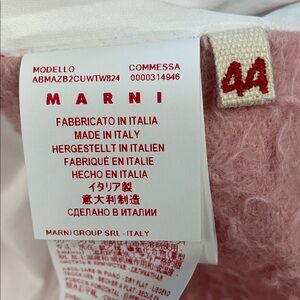 MODELLO COMMESSA
ABMAZB2CUWTW824 0000314946
44
MARNI
FABBRICATO IN ITALIA
MADE IN ITALY
HERGESTELLT IN ITALIEN
FABRIQUÉ EN ITALIE
HECHO EN ITALIA
イタリア製
意大利制造
СДЕЛАНО В ИТАЛИИ
MARNI GROUP SRL - ITALY